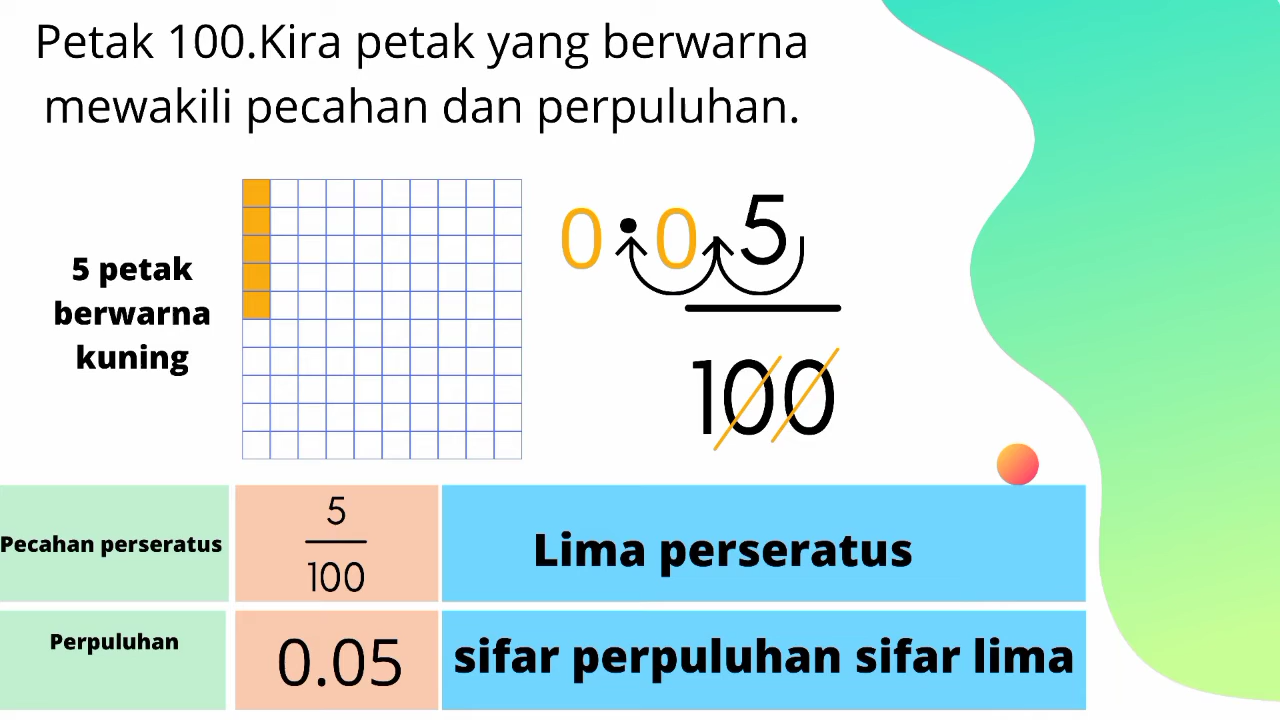 Petak 100.Kira petak yang berwarna
mewakili pecahan dan perpuluhan.
5 petak
berwarna
kuning
0.05
100
Pecahan perseratus
5
100
Lima perseratus
Perpuluhan
0.05
sifar perpuluhan sifar lima